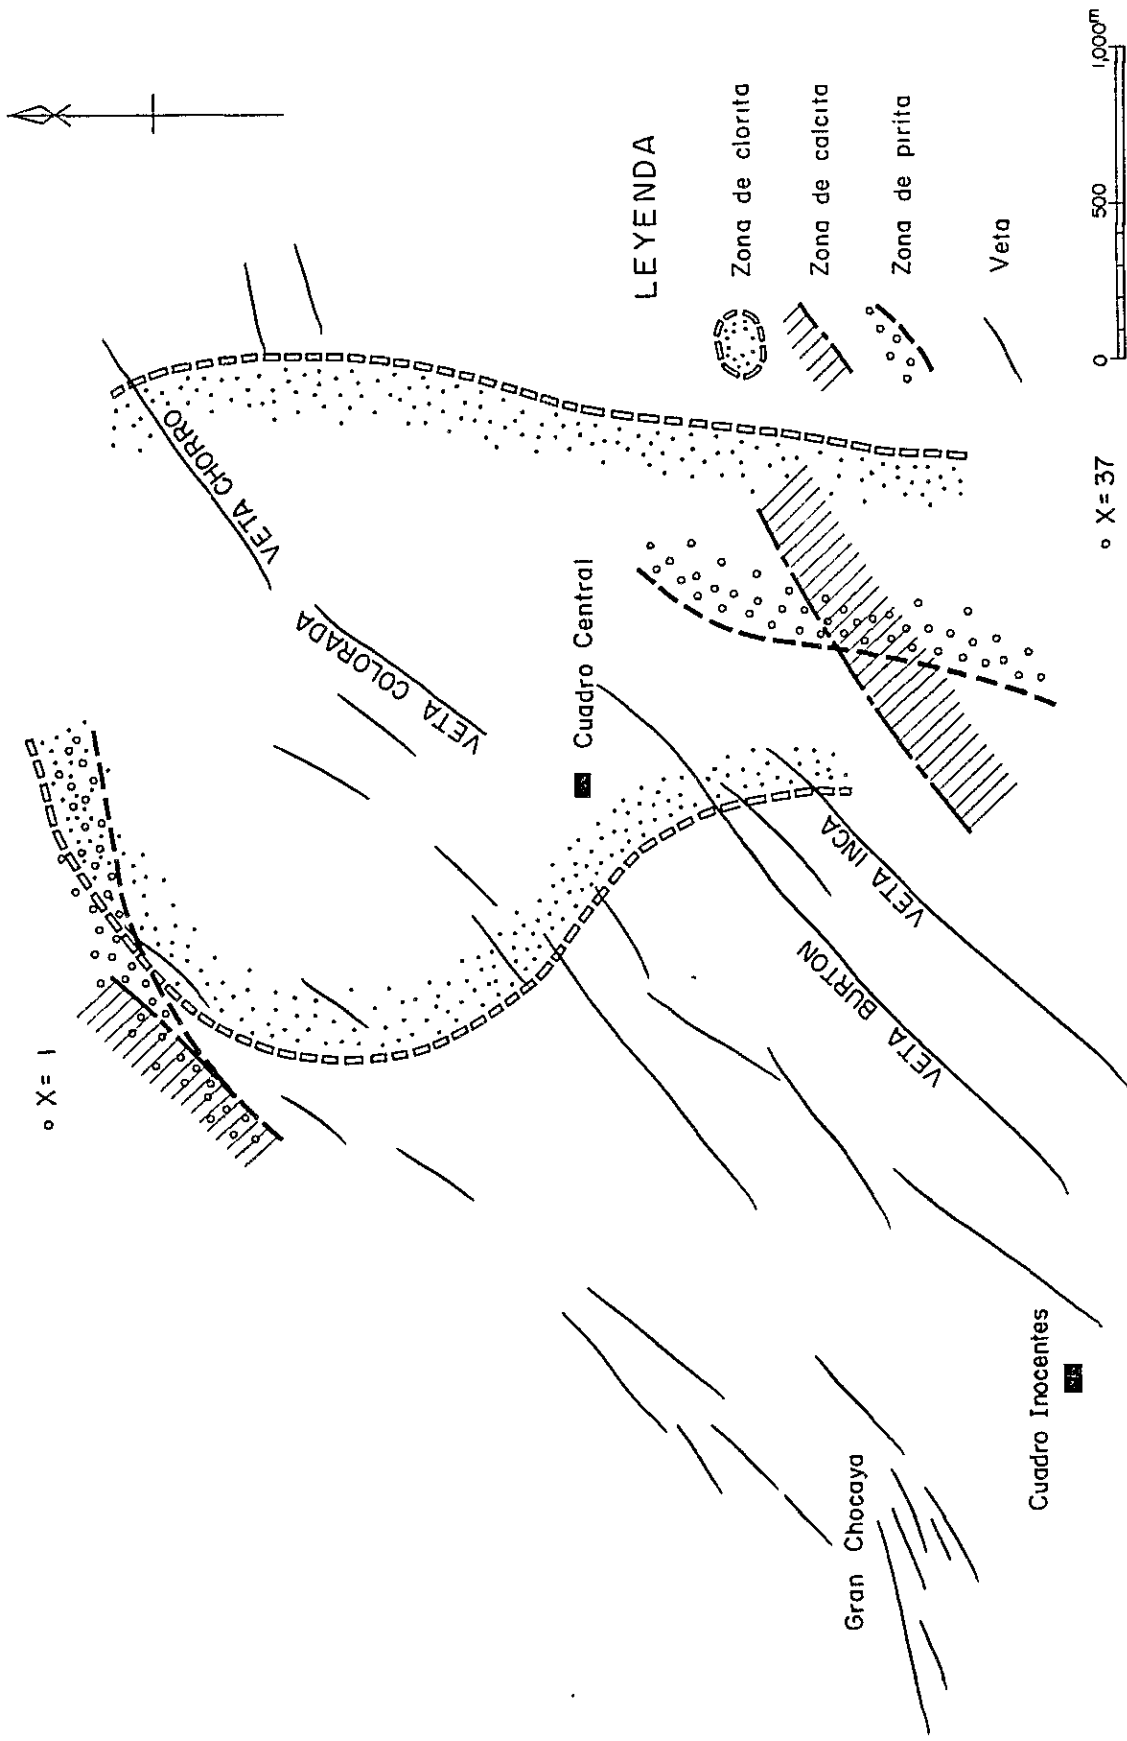 X = 1
VETA CHORRO
VETA COLORADA
Cuadro Central
VETA INCA
VETA BURTON
Gran Chocaya
Cuadro Inocentes
X = 37
LEYENDA
Zona de clorita
Zona de calcita
Zona de pirita
Veta
0 500 1,000m